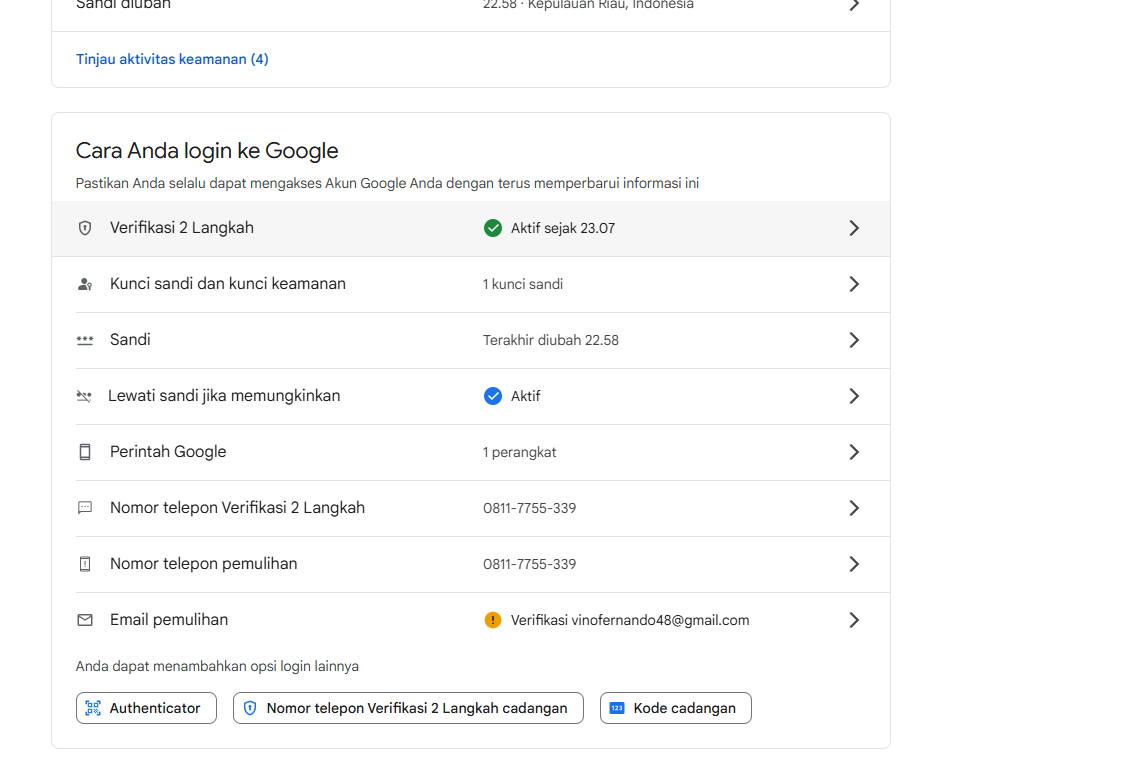 Sandi diubah
22.58 · Kepulauan Riau, Indonesia
Tinjau aktivitas keamanan (4)
Cara Anda login ke Google
Pastikan Anda selalu dapat mengakses Akun Google Anda dengan terus memperbarui informasi ini
Verifikasi 2 Langkah
Aktif sejak 23.07
Kunci sandi dan kunci keamanan
1 kunci sandi
Sandi
Terakhir diubah 22.58
Lewati sandi jika memungkinkan
Aktif
Perintah Google
1 perangkat
Nomor telepon Verifikasi 2 Langkah
0811-7755-339
Nomor telepon pemulihan
0811-7755-339
Email pemulihan
Verifikasi vinofernando48@gmail.com
Anda dapat menambahkan opsi login lainnya
Authenticator
Nomor telepon Verifikasi 2 Langkah cadangan
123
Kode cadangan